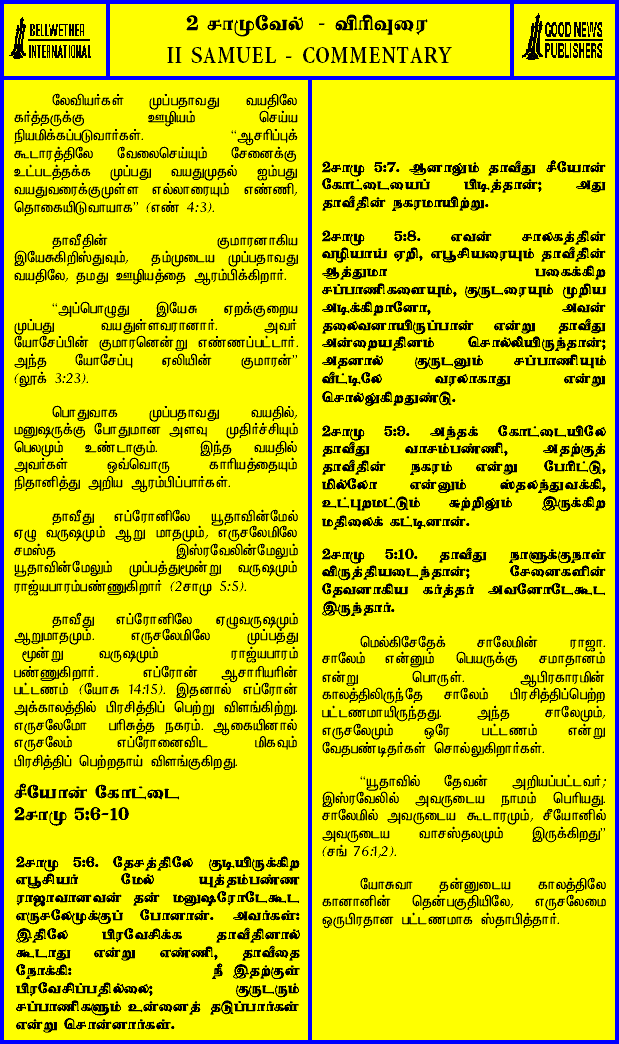 BELLWETHER
INTERNATIONAL
2 சாமுவேல் - விரிவுரை
II SAMUEL - COMMENTARY
GOOD NEWS
PUBLISHERS
லேவியர்கள் முப்பதாவது வயதிலே
கர்த்தருக்கு ஊழியம் செய்ய
நியமிக்கப்படுவார்கள். “ஆசரிப்புக்
கூடாரத்திலே வேலைசெய்யும் சேனைக்கு
உட்படத்தக்க முப்பது வயதுமுதல் ஐம்பது
வயதுவரைக்குமுள்ள எல்லாரையும் எண்ணி,
தொகையிடுவாயாக” (எண் 4:3).
தாவீதின் குமாரனாகிய
இயேசுகிறிஸ்துவும், தம்முடைய முப்பதாவது
வயதிலே, தமது ஊழியத்தை ஆரம்பிக்கிறார்.
“அப்பொழுது இயேசு ஏறக்குறைய
முப்பது வயதுள்ளவரானார். அவர்
யோசேப்பின் குமாரனென்று எண்ணப்பட்டார்.
அந்த யோசேப்பு ஏலியின் குமாரன்”
(லூக் 3:23).
பொதுவாக முப்பதாவது வயதில்,
மனுஷருக்கு போதுமான அளவு முதிர்ச்சியும்
பெலமும் உண்டாகும். இந்த வயதில்
அவர்கள் ஒவ்வொரு காரியத்தையும்
நிதானித்து அறிய ஆரம்பிப்பார்கள்.
தாவீது எப்ரோனிலே யூதாவின்மேல்
ஏழு வருஷமும் ஆறு மாதமும், எருசலேமிலே
சமஸ்த இஸ்ரவேலின்மேலும்
யூதாவின்மேலும் முப்பத்துமூன்று வருஷமும்
ராஜ்யபாரம்பண்ணுகிறார் (2சாமு 5:5).
தாவீது எப்ரோனிலே ஏழுவருஷமும்
ஆறுமாதமும். எருசலேமிலே முப்பத்து
மூன்று வருஷமும் ராஜ்யபாரம்
பண்ணுகிறார். எப்ரோன் ஆசாரியரின்
பட்டணம் (யோசு 14:15). இதனால் எப்ரோன்
அக்காலத்தில் பிரசித்திப் பெற்று விளங்கிற்று.
எருசலேமோ பரிசுத்த நகரம். ஆகையினால்
எருசலேம் எப்ரோனைவிட மிகவும்
பிரசித்திப் பெற்றதாய் விளங்குகிறது.
சீயோன் கோட்டை
2சாமு 5:6-10
2சாமு 5:6. தேசத்திலே குடியிருக்கிற
எபூசியர் மேல் யுத்தம்பண்ண
ராஜாவானவன் தன் மனுஷரோடேகூட
எருசலேமுக்குப் போனான். அவர்கள்:
இதிலே பிரவேசிக்க தாவீதினால்
கூடாது என்று எண்ணி, தாவீதை
நோக்கி: நீ இதற்குள்
பிரவேசிப்பதில்லை; குருடரும்
சப்பாணிகளும் உன்னைத் தடுப்பார்கள்
என்று சொன்னார்கள்.
2சாமு 5:7. ஆனாலும் தாவீது சீயோன்
கோட்டையைப் பிடித்தான்; அது
தாவீதின் நகரமாயிற்று.
2சாமு 5:8. எவன் சாலகத்தின்
வழியாய் ஏறி, எபூசியரையும் தாவீதின்
ஆத்துமா பகைக்கிற
சப்பாணிகளையும், குருடரையும் முறிய
அடிக்கிறானோ, அவன்
தலைவனாயிருப்பான் என்று தாவீது
அன்றையதினம் சொல்லியிருந்தான்;
அதனால் குருடனும் சப்பாணியும்
வீட்டிலே வரலாகாது என்று
சொல்லுகிறதுண்டு.
2சாமு 5:9. அந்தக் கோட்டையிலே
தாவீது வாசம்பண்ணி, அதற்குத்
தாவீதின் நகரம் என்று பேரிட்டு,
மில்லோ என்னும் ஸ்தலந்துவக்கி,
உட்புறமட்டும் சுற்றிலும் இருக்கிற
மதிலைக் கட்டினான்.
2சாமு 5:10. தாவீது நாளுக்குநாள்
விருத்தியடைந்தான்; சேனைகளின்
தேவனாகிய கர்த்தர் அவனோடேகூட
இருந்தார்.
மெல்கிசேதேக் சாலேமின் ராஜா.
சாலேம் என்னும் பெயருக்கு சமாதானம்
என்று பொருள். ஆபிரகாமின்
காலத்திலிருந்தே சாலேம் பிரசித்திப்பெற்ற
பட்டணமாயிருந்தது. அந்த சாலேமும்,
எருசலேமும் ஒரே பட்டணம் என்று
வேதபண்டிதர்கள் சொல்லுகிறார்கள்.
“யூதாவில் தேவன் அறியப்பட்டவர்;
இஸ்ரவேலில் அவருடைய நாமம் பெரியது.
சாலேமில் அவருடைய கூடாரமும், சீயோனில்
அவருடைய வாசஸ்தலமும் இருக்கிறது”
(சங் 76:1,2).
யோசுவா தன்னுடைய காலத்திலே
கானானின் தென்பகுதியிலே, எருசலேமை
ஒருபிரதான பட்டணமாக ஸ்தாபித்தார்.